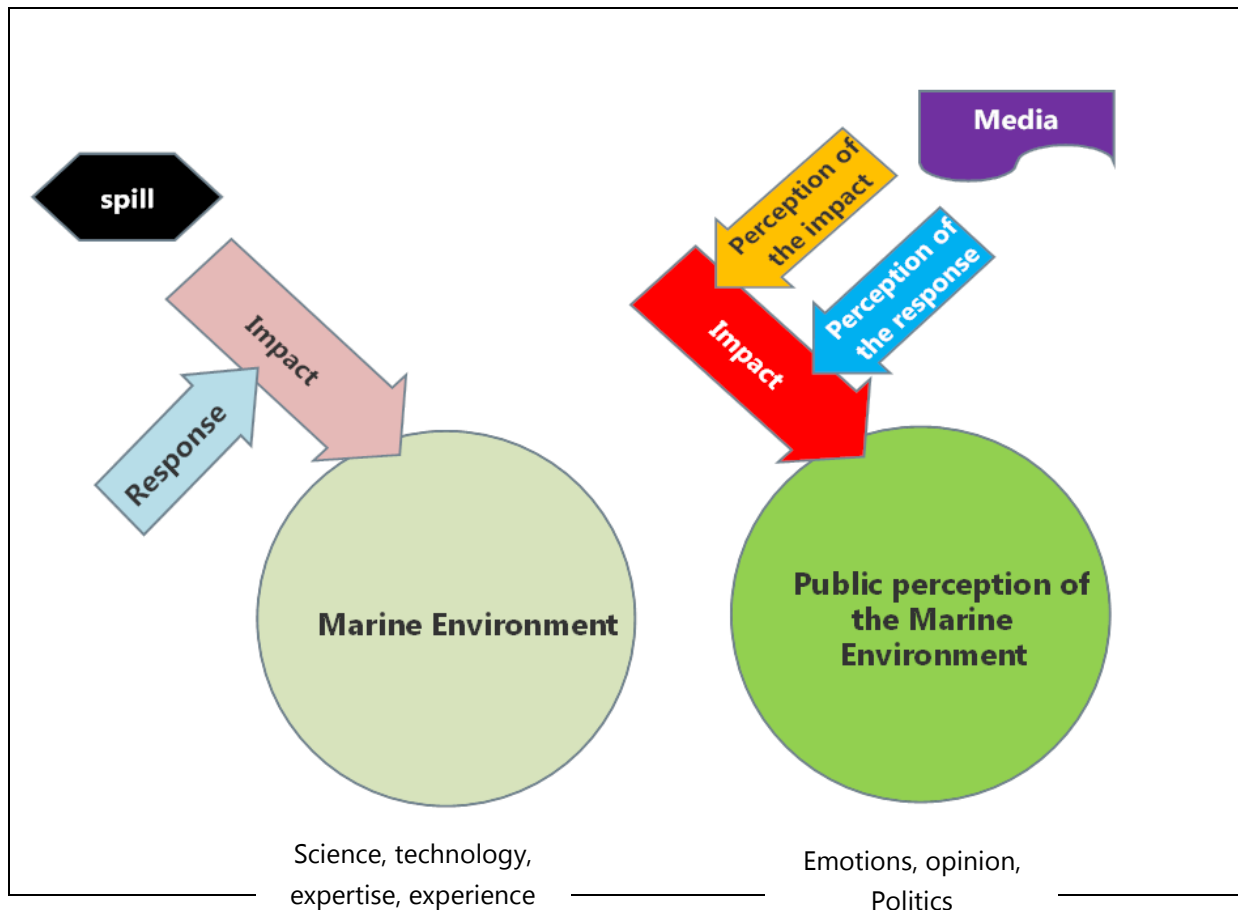 spill
Impact
Response
Marine Environment
Science, technology,
expertise, experience
Media
Perception of
the impact
Perception of
the response
Impact
Public perception of
the Marine
Environment
Emotions, opinion,
Politics